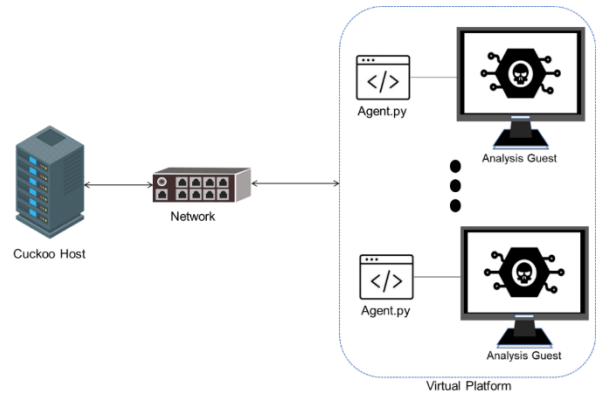 </>
Agent.py
Analysis Guest
Network
Cuckoo Host
</>
Agent.py
Analysis Guest
Virtual Platform